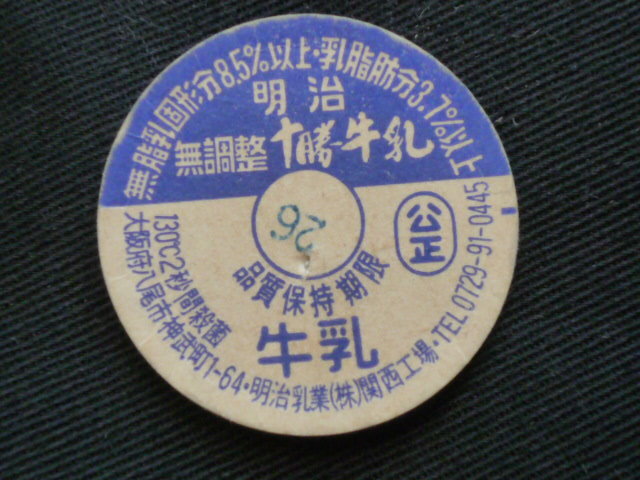 無脂乳固形分8.5%以上・乳脂肪分3.7%以上
明治
無調整 十勝牛乳
公正
26
品質保持期限
牛乳
130℃2秒間殺菌
大阪府八尾市神武町1-64・明治乳業(株)関西工場・TEL0729-91-0445